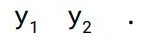 y₁ y₂ .